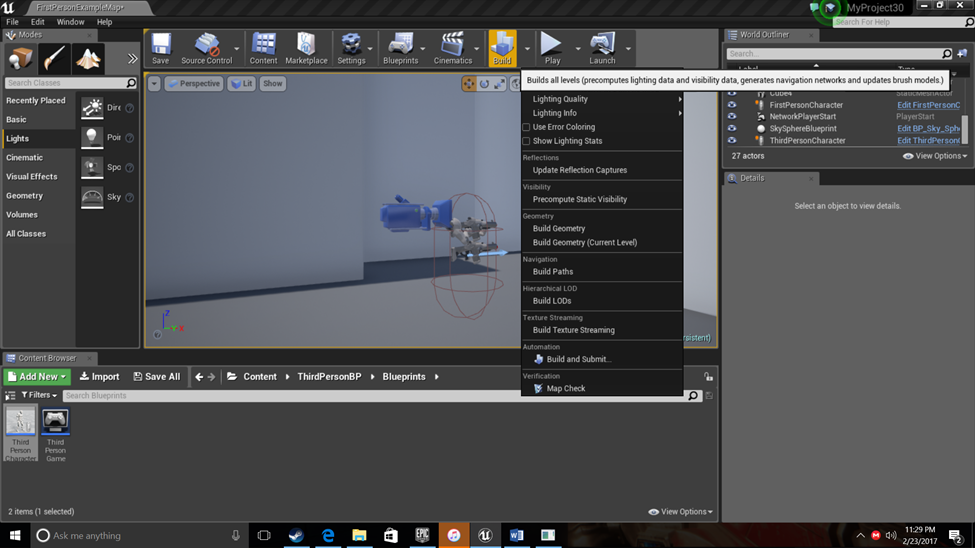 FirstPersonExampleMap*
MyProject30
File Edit Window Help
Search For Help
Modes
Search Classes
Recently Placed
Basic
Lights
Cinematic
Visual Effects
Geometry
Volumes
All Classes
Dire
Poi
Spo
Sky
Save
Source Control
Content
Marketplace
Settings
Blueprints
Cinematics
Build
Play
Launch
Perspective
Lit
Show
Builds all levels (precomputes lighting data and visibility data, generates navigation networks and updates brush models.)
Lighting Quality
Lighting Info
Use Error Coloring
Show Lighting Stats
Reflections
Update Reflection Captures
Visibility
Precompute Static Visibility
Geometry
Build Geometry
Build Geometry (Current Level)
Navigation
Build Paths
Hierarchical LOD
Build LODs
Texture Streaming
Build Texture Streaming
Automation
Build and Submit...
Verification
Map Check
Z
Y X
sistent)
World Outliner
Search...
Cube4 StaticMeshActor
FirstPersonCharacter Edit FirstPersonC
NetworkPlayerStart PlayerStart
SkySphereBlueprint Edit BP_Sky_Sph
ThirdPersonCharacter Edit ThirdPersonC
27 actors
View Options
Details
Select an object to view details.
Content Browser
Add New
Import
Save All
Content
ThirdPersonBP
Blueprints
Filters
Search Blueprints
Third Person Character
Third Person Game
2 items (1 selected)
View Options
Ask me anything
EPIC GAMES
11:29 PM
2/23/2017
2